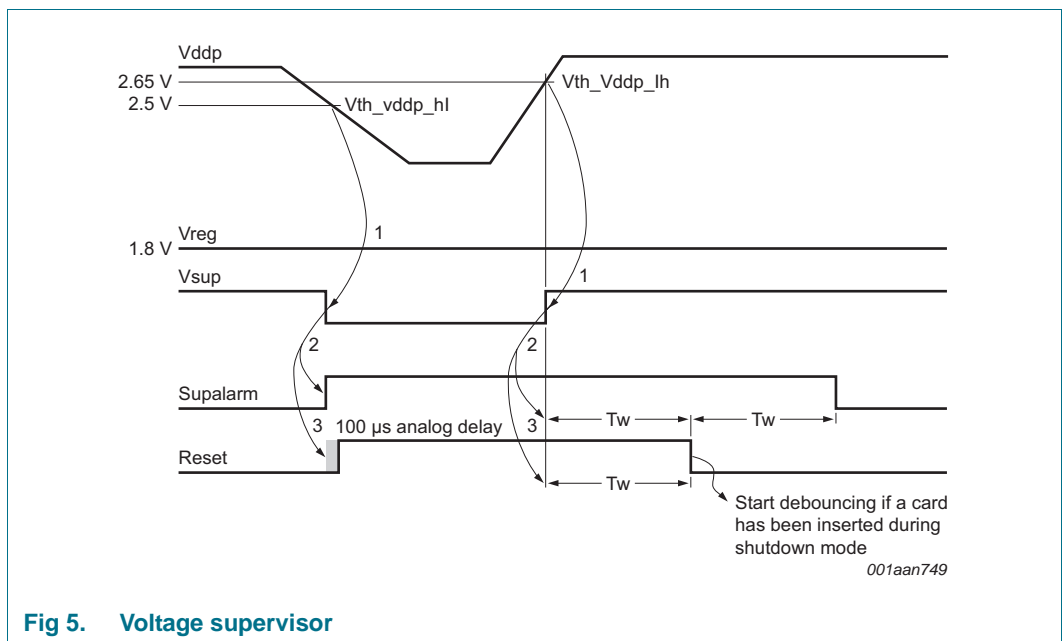 Vddp
2.65 V
Vth_Vddp_lh
2.5 V
Vth_vddp_hl
1
Vreg
1.8 V
Vsup
1
2
2
Supalarm
Tw
Tw
3
100 µs analog delay
3
Reset
Tw
Start debouncing if a card
has been inserted during
shutdown mode
001aan749
Fig 5. Voltage supervisor